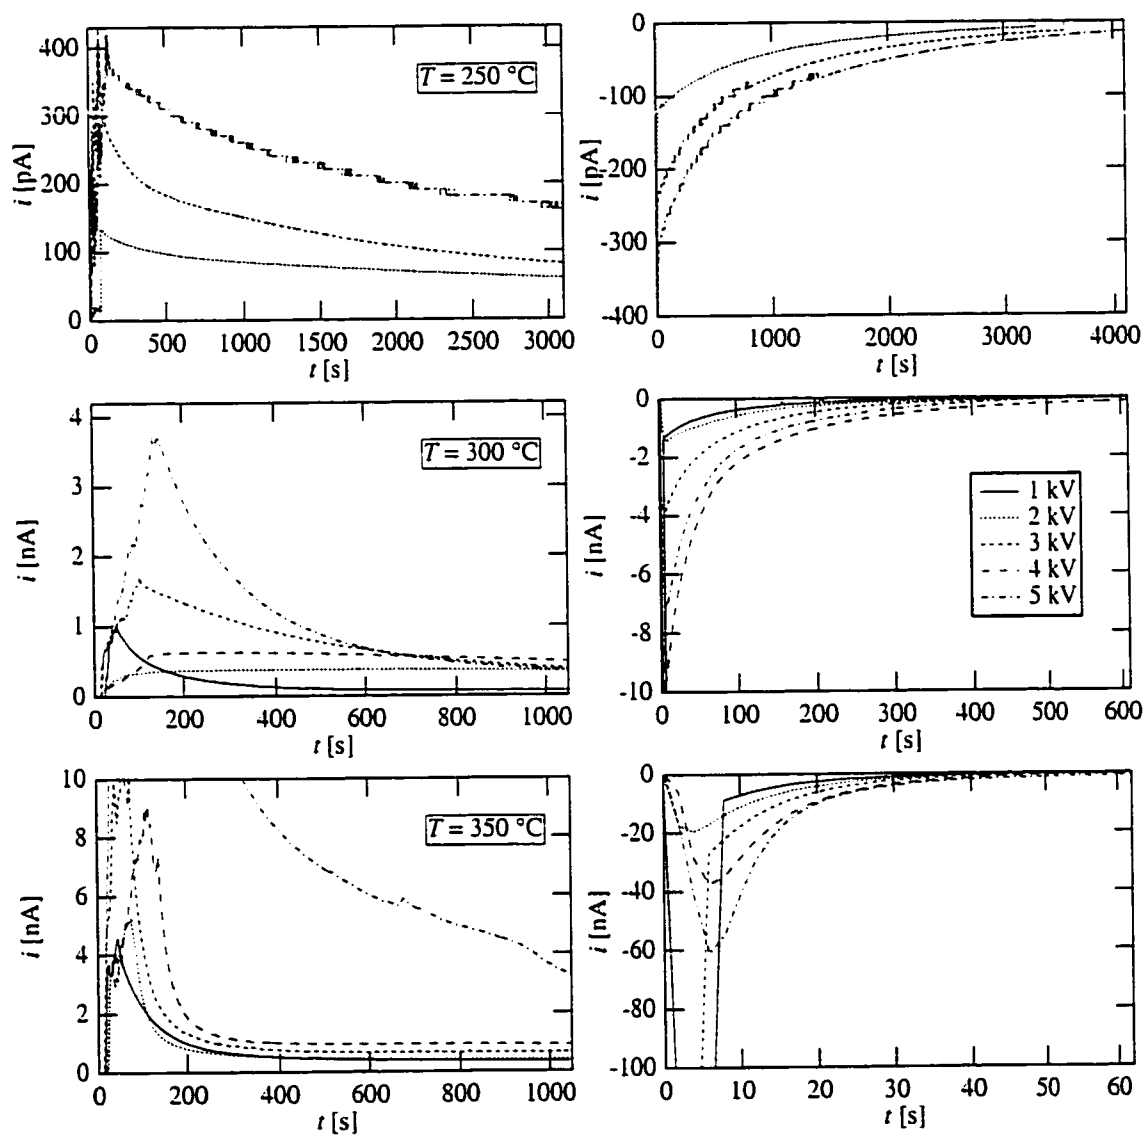 400
300
200
100
0
i [pA]
T = 250 °C
0 500 1000 1500 2000 2500 3000
t [s]
0
-100
-200
-300
-400
i [pA]
0 1000 2000 3000 4000
t [s]
4
3
2
1
0
i [nA]
T = 300 °C
0 200 400 600 800 1000
t [s]
0
-2
-4
-6
-8
-10
i [nA]
1 kV
2 kV
3 kV
4 kV
5 kV
0 100 200 300 400 500 600
t [s]
10
8
6
4
2
0
i [nA]
T = 350 °C
0 200 400 600 800 1000
t [s]
0
-20
-40
-60
-80
-100
i [nA]
0 10 20 30 40 50 60
t [s]